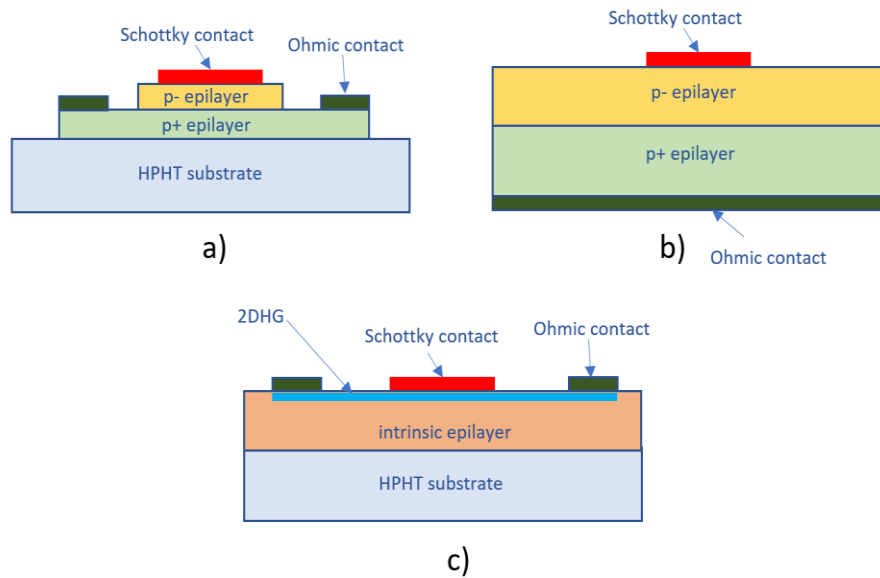 Schottky contact
Ohmic contact
p- epilayer
p+ epilayer
HPHT substrate
a)
Schottky contact
p- epilayer
p+ epilayer
Ohmic contact
b)
2DHG
Schottky contact
Ohmic contact
intrinsic epilayer
HPHT substrate
c)